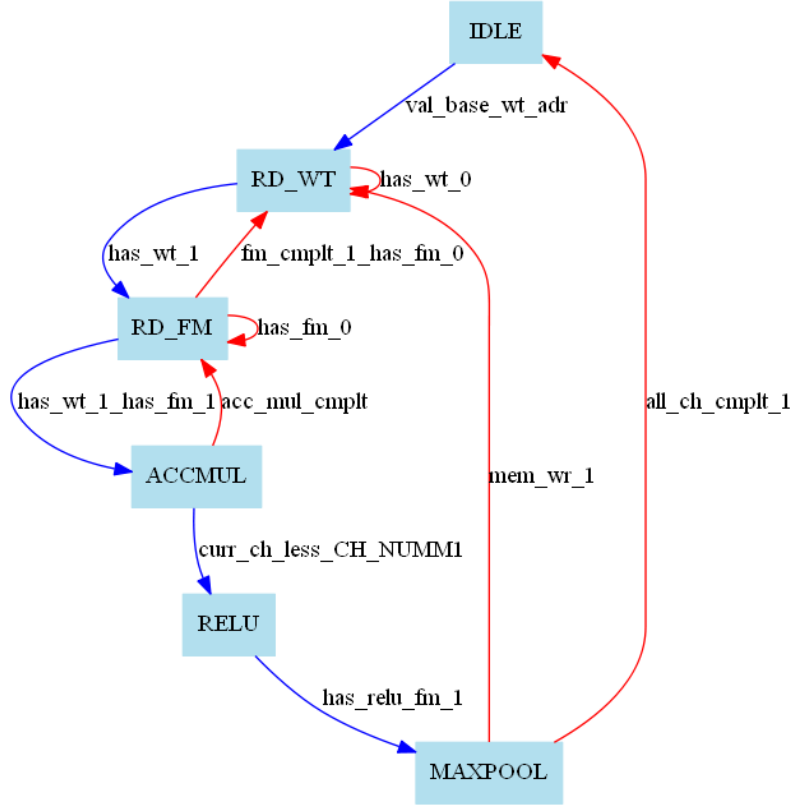 IDLE
val_base_wt_adr
RD_WT
has_wt_0
has_wt_1
fm_cmplt_1_has_fm_0
RD_FM
has_fm_0
has_wt_1_has_fm_1
acc_mul_cmplt
all_ch_cmplt_1
ACCMUL
mem_wr_1
curr_ch_less_CH_NUMM1
RELU
has_relu_fm_1
MAXPOOL